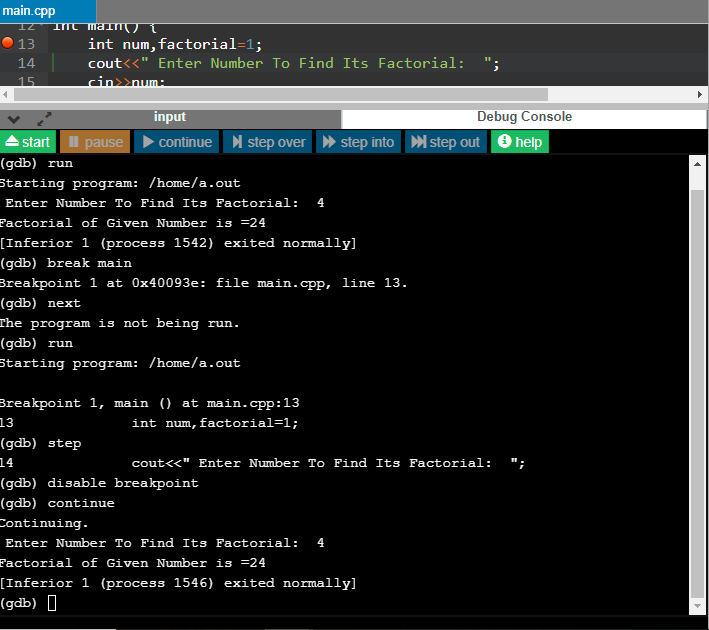 main.cpp
12 int main() {
13 int num,factorial=1;
14 cout<<" Enter Number To Find Its Factorial:  ";
15 cin>>num;
input Debug Console
start pause continue step over step into step out help
(gdb) run
Starting program: /home/a.out
Enter Number To Find Its Factorial:  4
Factorial of Given Number is =24
[Inferior 1 (process 1542) exited normally]
(gdb) break main
Breakpoint 1 at 0x40093e: file main.cpp, line 13.
(gdb) next
The program is not being run.
(gdb) run
Starting program: /home/a.out
Breakpoint 1, main () at main.cpp:13
13 int num,factorial=1;
(gdb) step
14 cout<<" Enter Number To Find Its Factorial:  ";
(gdb) disable breakpoint
(gdb) continue
Continuing.
Enter Number To Find Its Factorial:  4
Factorial of Given Number is =24
[Inferior 1 (process 1546) exited normally]
(gdb)